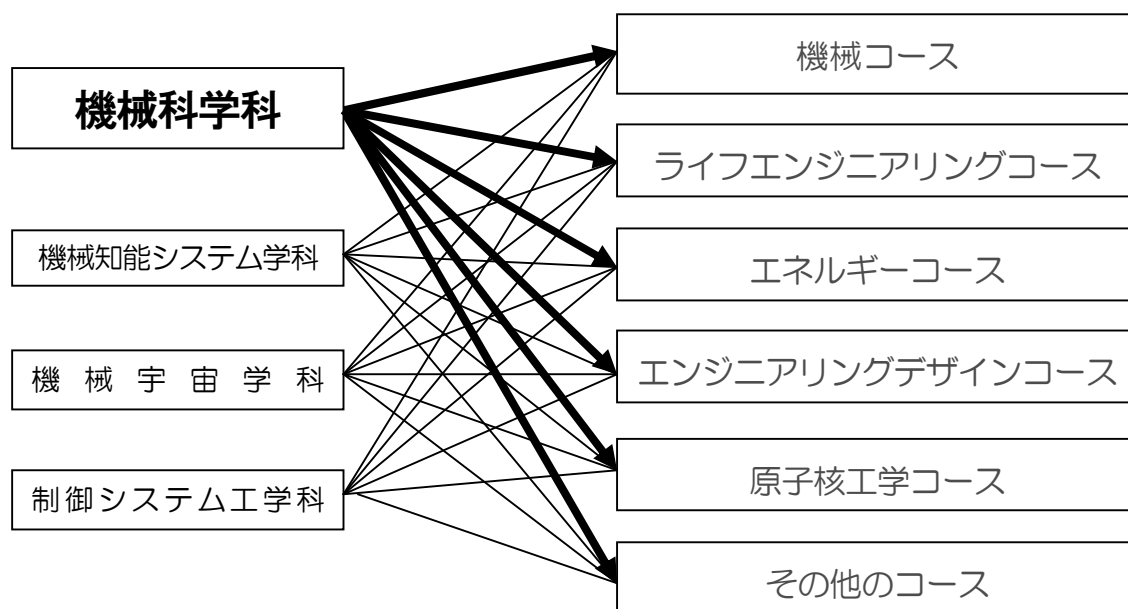 機械科学科
機械知能システム学科
機械宇宙学科
制御システム工学科
機械コース
ライフエンジニアリングコース
エネルギーコース
エンジニアリングデザインコース
原子核工学コース
その他のコース